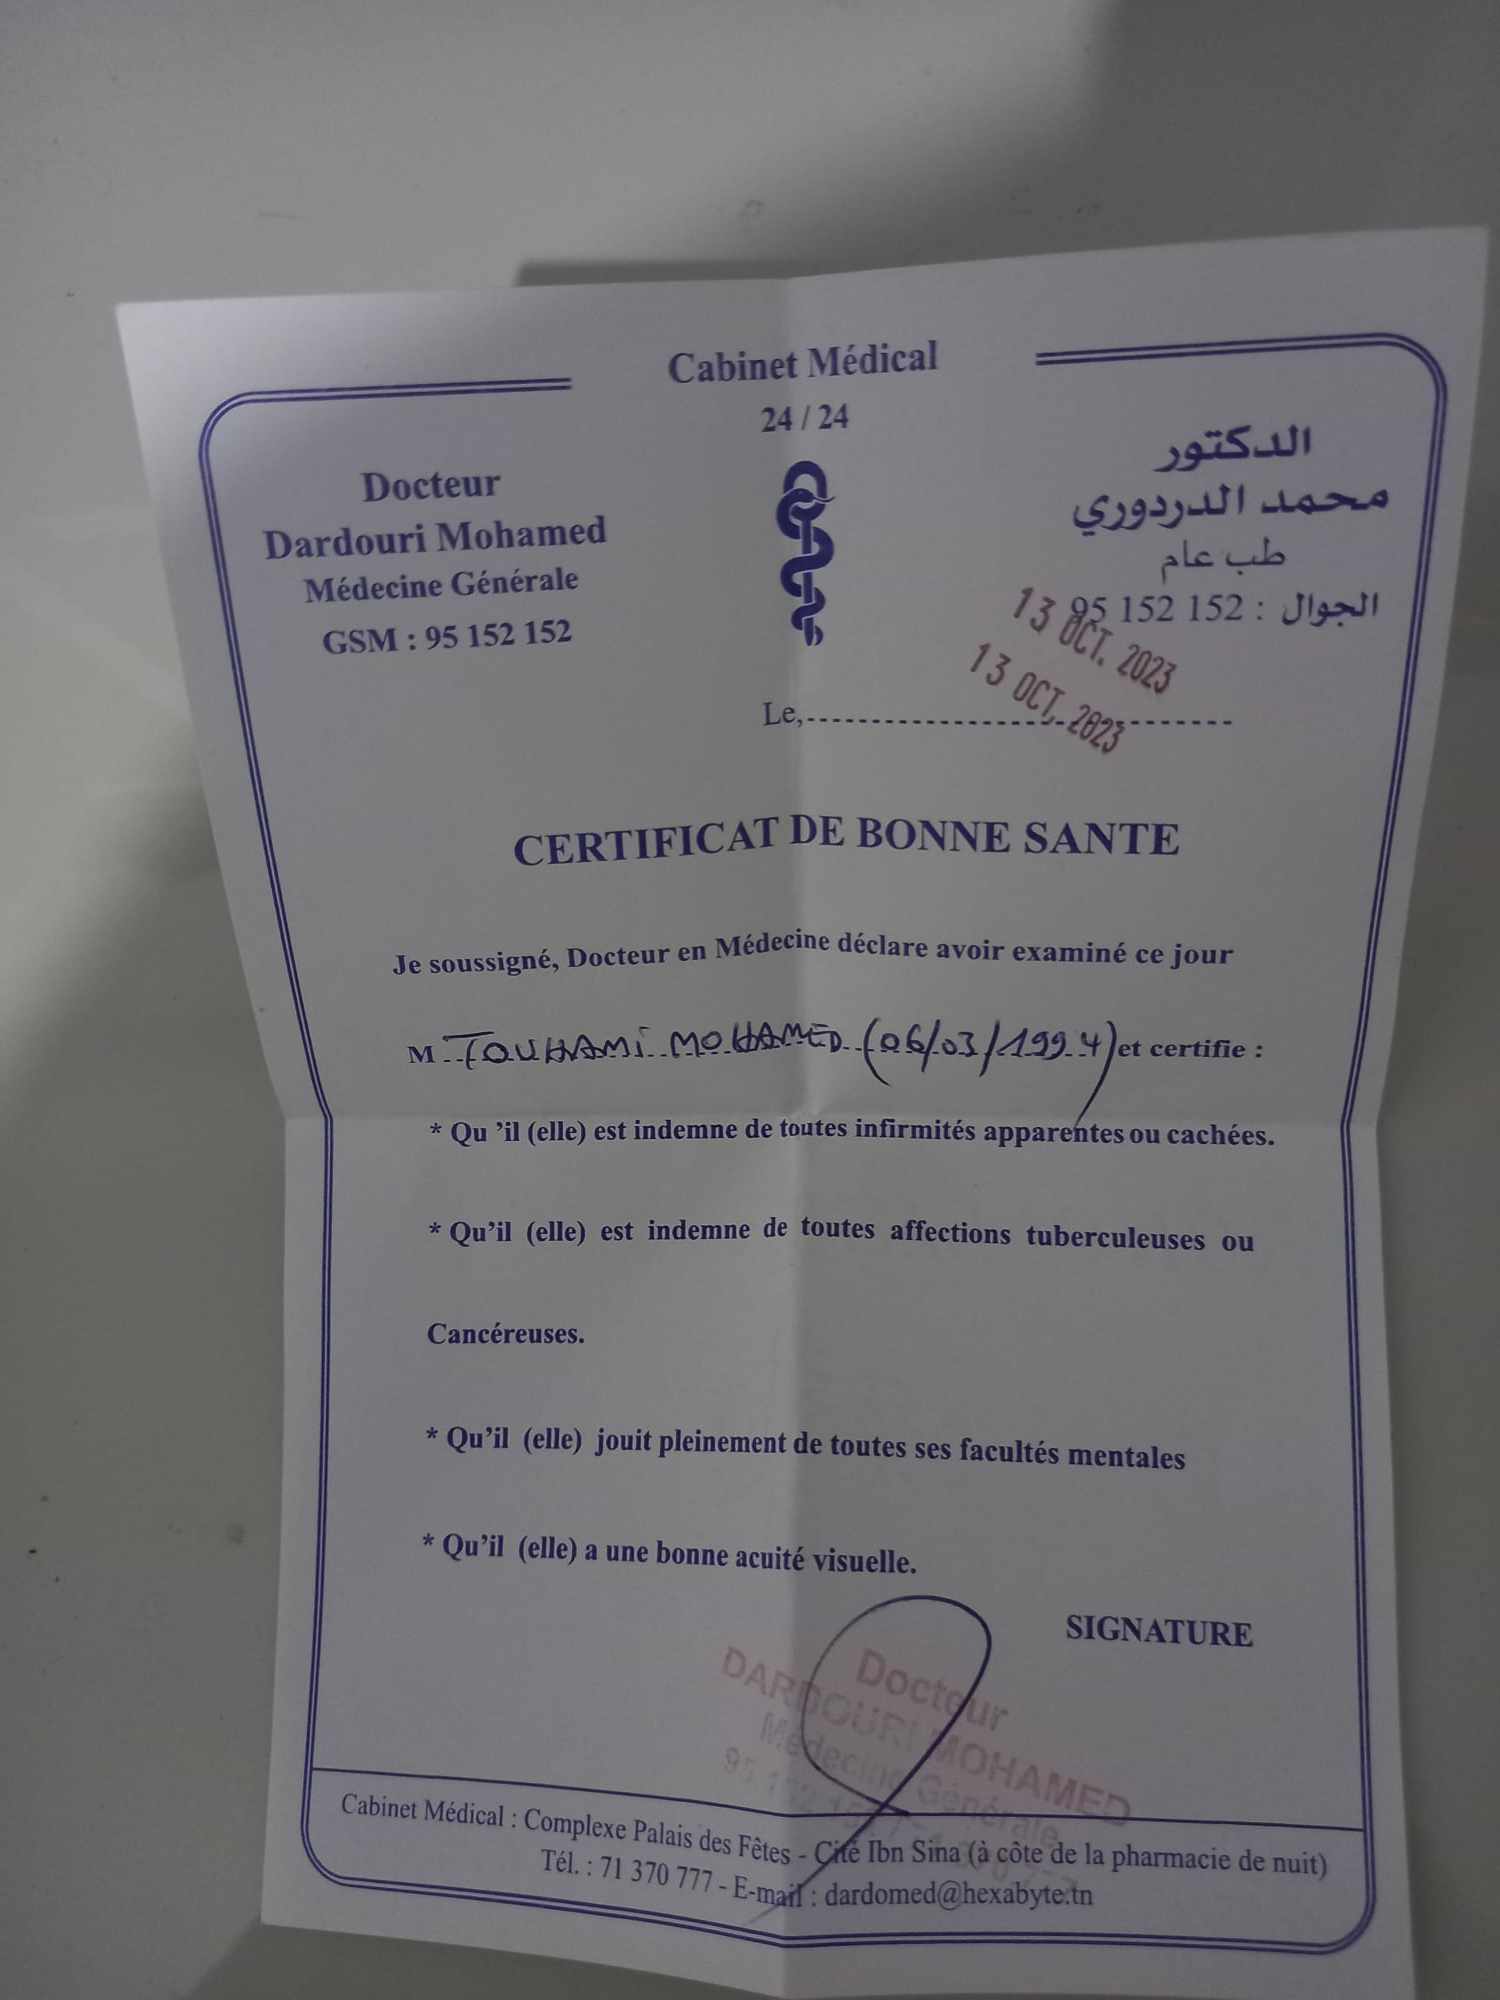 Cabinet Médical
24 / 24
Docteur
Dardouri Mohamed
Médecine Générale
GSM : 95 152 152
الدكتور
محمد الدردوري
طب عام
الجوال : 152 152 95
13 OCT. 2023
13 OCT. 2023
Le,
CERTIFICAT DE BONNE SANTE
Je soussigné, Docteur en Médecine déclare avoir examiné ce jour
M TOUHAMI MOHAMED (06/03/1994) et certifie :
* Qu 'il (elle) est indemne de toutes infirmités apparentes ou cachées.
* Qu'il (elle) est indemne de toutes affections tuberculeuses ou
Cancéreuses.
* Qu'il (elle) jouit pleinement de toutes ses facultés mentales
* Qu'il (elle) a une bonne acuité visuelle.
SIGNATURE
Docteur
DARDOURI MOHAMED
Médecine Générale
Cabinet Médical : Complexe Palais des Fêtes - Cité Ibn Sina (à côte de la pharmacie de nuit)
Tél. : 71 370 777 - E-mail : dardomed@hexabyte.tn